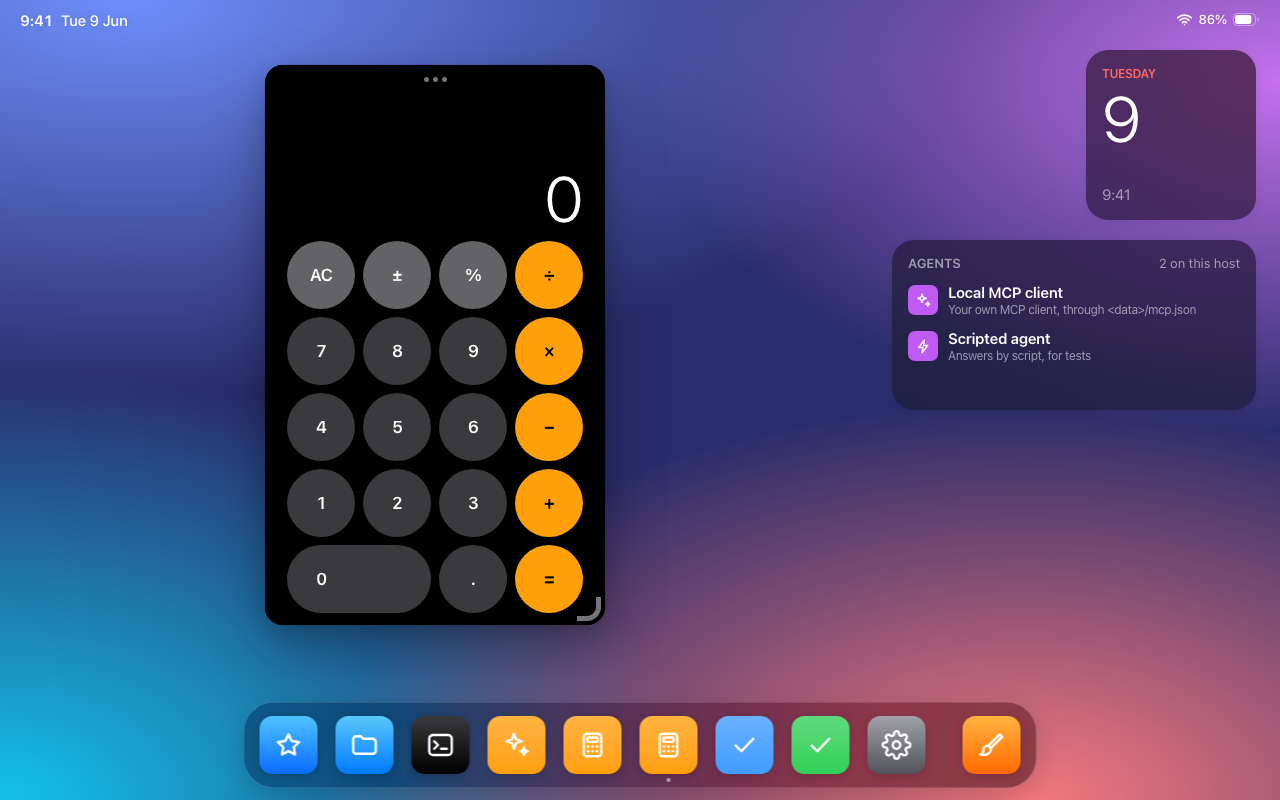 9:41 Tue 9 Jun
86%
0
AC ± % ÷
7 8 9 ×
4 5 6 −
1 2 3 +
0 . =
TUESDAY
9
9:41
AGENTS 2 on this host
Local MCP client
Your own MCP client, through <data>/mcp.json
Scripted agent
Answers by script, for tests